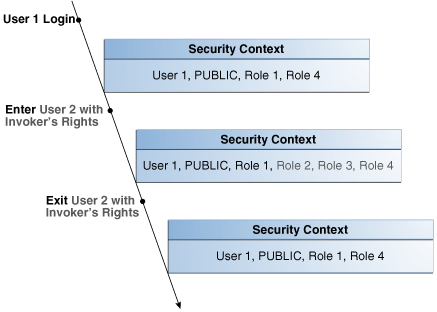 User 1 Login
Security Context
User 1, PUBLIC, Role 1, Role 4
Enter User 2 with
Invoker's Rights
Security Context
User 1, PUBLIC, Role 1, Role 2, Role 3, Role 4
Exit User 2 with
Invoker's Rights
Security Context
User 1, PUBLIC, Role 1, Role 4